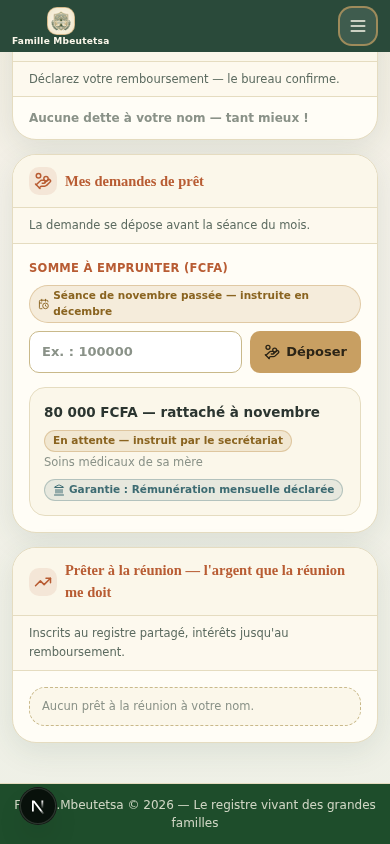 Famille Mbeutetsa
Déclarez votre remboursement — le bureau confirme.
Aucune dette à votre nom — tant mieux !
Mes demandes de prêt
La demande se dépose avant la séance du mois.
SOMME À EMPRUNTER (FCFA)
Séance de novembre passée — instruite en
décembre
Ex. : 100000
Déposer
80 000 FCFA — rattaché à novembre
En attente — instruit par le secrétariat
Soins médicaux de sa mère
Garantie : Rémunération mensuelle déclarée
Prêter à la réunion — l'argent que la réunion
me doit
Inscrits au registre partagé, intérêts jusqu'au
remboursement.
Aucun prêt à la réunion à votre nom.
.Mbeutetsa © 2026 — Le registre vivant des grandes
familles